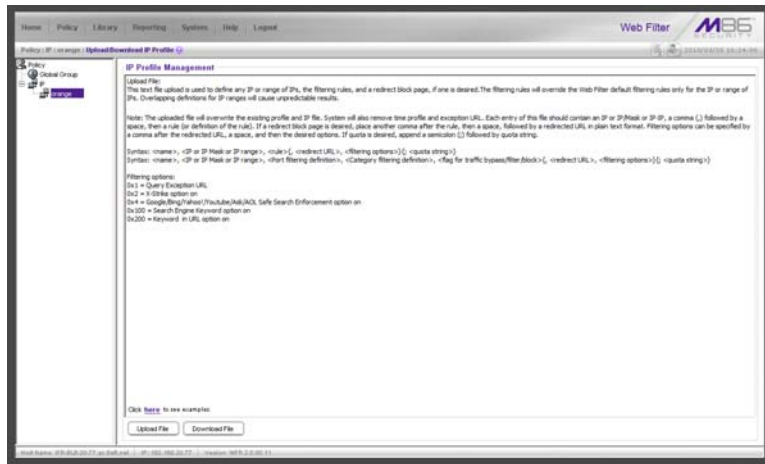 Home Policy Library Reporting System Help Logout
Web Filter
M86
SECURITY
Policy : IP : orange : Upload/Download IP Profile
Policy
Global Group
IP
orange
IP Profile Management
Upload File:
This text file upload is used to define any IP or range of IPs, the filtering rules, and a redirect block page, if one is desired.The filtering rules will override the Web Filter default filtering rules only for the IP or range of
IPs. Overlapping definitions for IP ranges will cause unpredictable results.
Note: The uploaded file will overwrite the existing profile and IP file. System will also remove time profile and exception URL. Each entry of this file should contain an IP or IP/Mask or IP-IP, a comma (,) followed by a
space, then a rule (or definition of the rule). If a redirect block page is desired, place another comma after the rule, then a space, followed by a redirected URL in plain text format. Filtering options can be specified by
a comma after the redirected URL, a space, and then the desired options. If quota is desired, append a semicolon (;) followed by quota string.
Syntax: <name>, <IP or IP Mask or IP range>, <rule>{, <redirect URL>, <filtering options>}{; <quota string>}
Syntax: <name>, <IP or IP Mask or IP range>, <Port filtering definition>, <Category filtering definition>, <flag for traffic bypass/filter/block>{, <redirect URL>, <filtering options>}{; <quota string>}
Filtering options:
0x1 = Query Exception URL
0x2 = X-Strike option on
0x4 = Google/Bing/Yahoo!/Youtube/Ask/AOL Safe Search Enforcement option on
0x100 = Search Engine Keyword option on
0x200 = Keyword in URL option on
Click here to see examples.
Upload File Download File
Host Name: IP: Version: